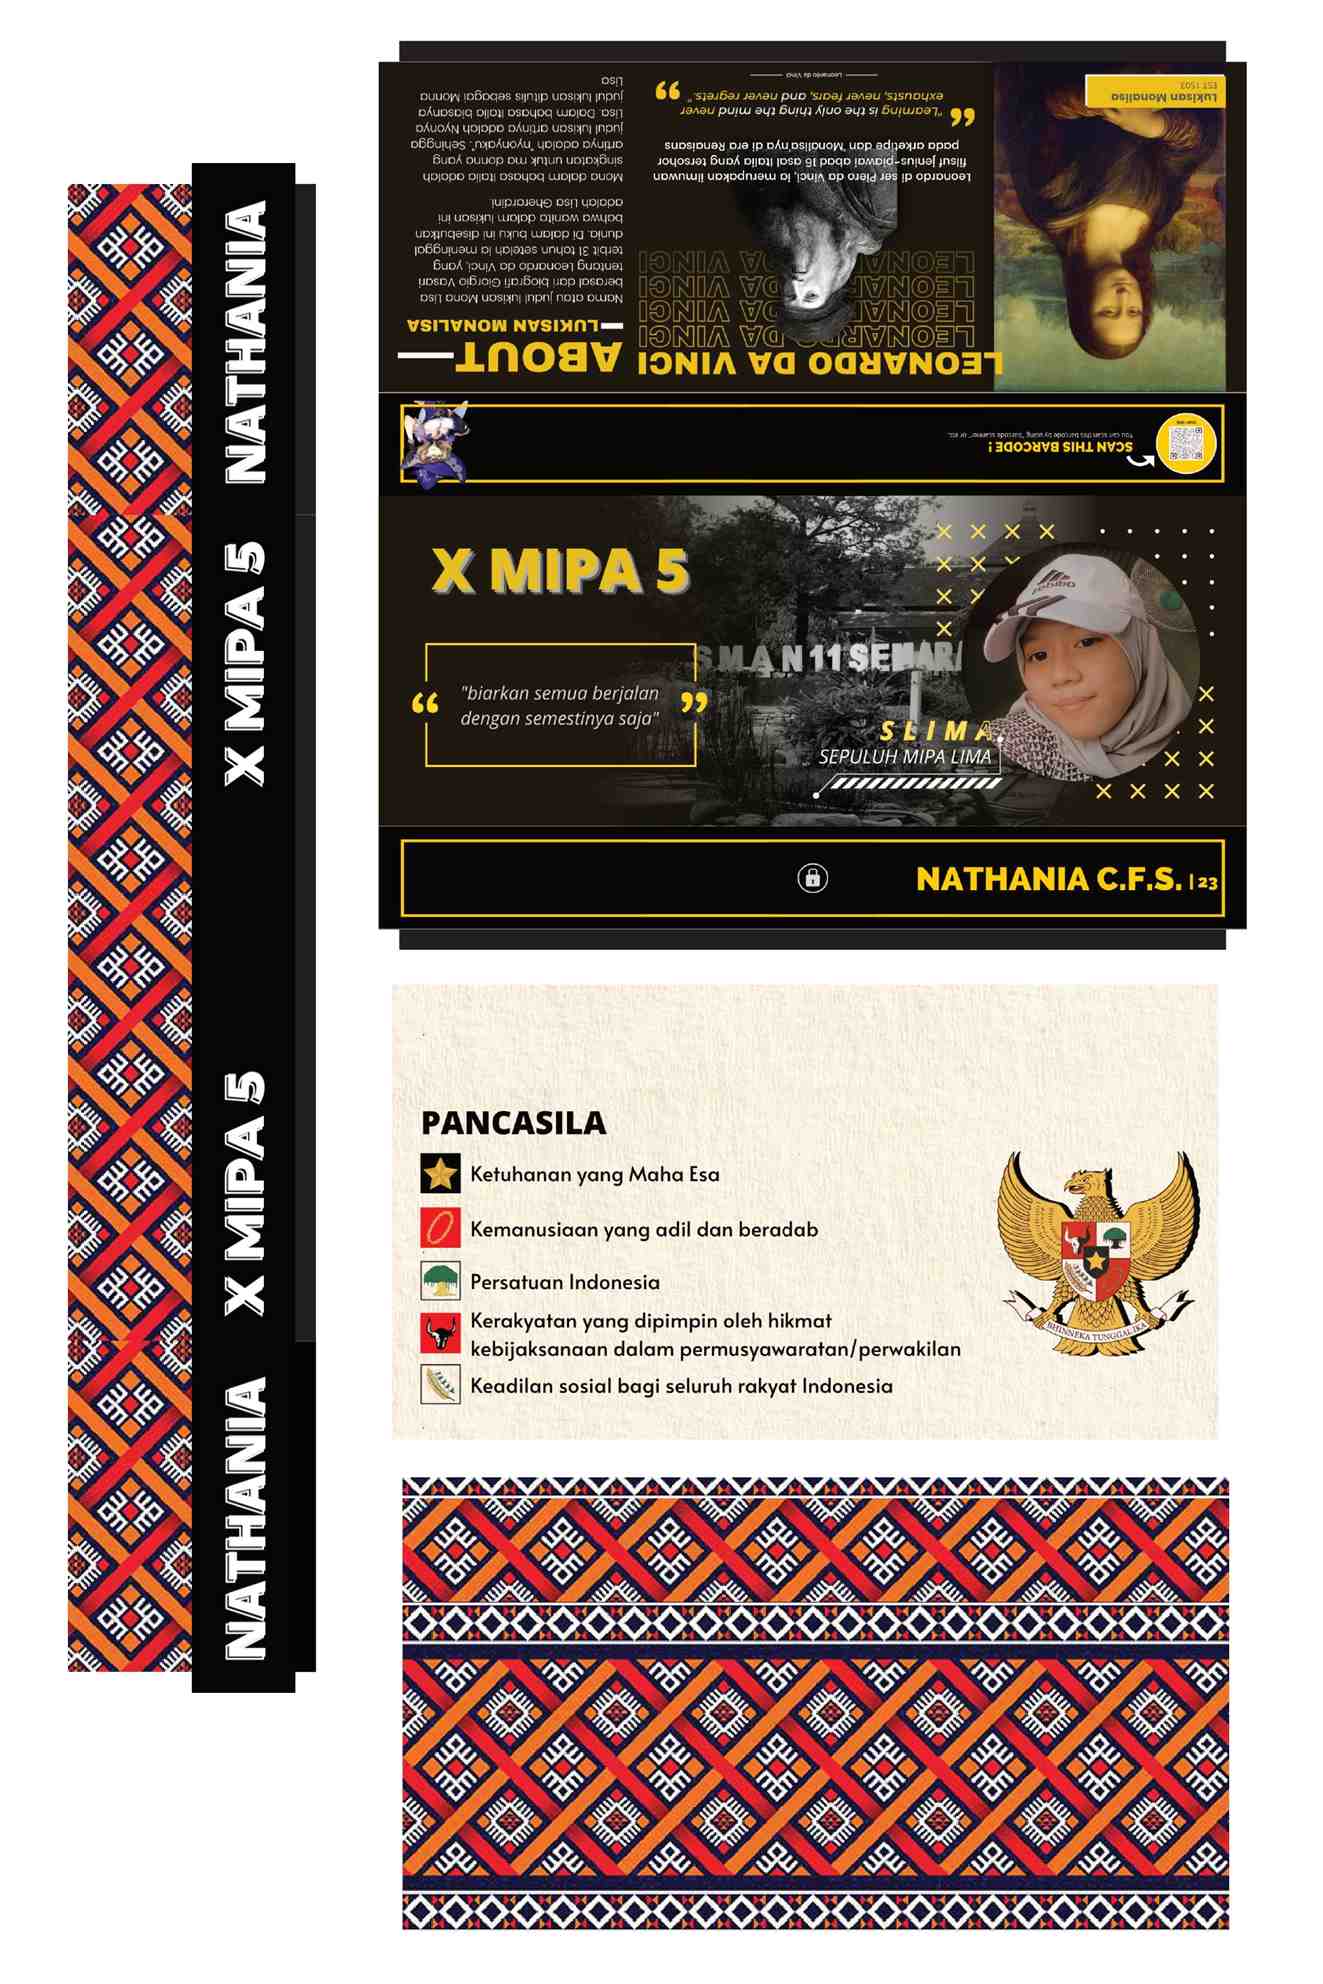 NATHANIA
X MIPA 5
X MIPA 5
NATHANIA
LEONARDO DA VINCI
LEONARDO DA VINCI
LEONARDO DA VINCI
LEONARDO DA VINCI
LEONARDO DA VINCI
Leonardo di ser Piero da Vinci, ia merupakan ilmuwan
filsuf jenius-piawai abad 16 asal Italia yang tersohor
pada arketipe dan "Monalisa"nya di era Renaisans
“
"Learning is the only thing the mind never
exhausts, never fears, and never regrets."
”
Leonardo da Vinci
ABOUT
LUKISAN MONALISA
Nama atau judul lukisan Mona Lisa
berasal dari biografi Giorgio Vasari
tentang Leonardo da Vinci, yang
terbit 31 tahun setelah ia meninggal
dunia. Di dalam buku ini disebutkan
bahwa wanita dalam lukisan ini
adalah Lisa Gherardini.
Mona dalam bahasa Italia adalah
singkatan untuk ma donna yang
artinya adalah "nyonyaku". Sehingga
judul lukisan artinya adalah Nyonya
Lisa. Dalam bahasa Italia biasanya
judul lukisan ditulis sebagai Monna
Lisa
Lukisan Monalisa
EST 1503
SCAN THIS BARCODE !
You can scan this barcode by using "barcode scanner" or etc.
X MIPA 5
SMAN 11 SEMAR
“ "biarkan semua berjalan
dengan semestinya saja" ”
SLIMA
SEPULUH MIPA LIMA
NATHANIA C.F.S. | 23
PANCASILA
Ketuhanan yang Maha Esa
Kemanusiaan yang adil dan beradab
Persatuan Indonesia
Kerakyatan yang dipimpin oleh hikmat
kebijaksanaan dalam permusyawaratan/perwakilan
Keadilan sosial bagi seluruh rakyat Indonesia
BHINNEKA TUNGGAL IKA